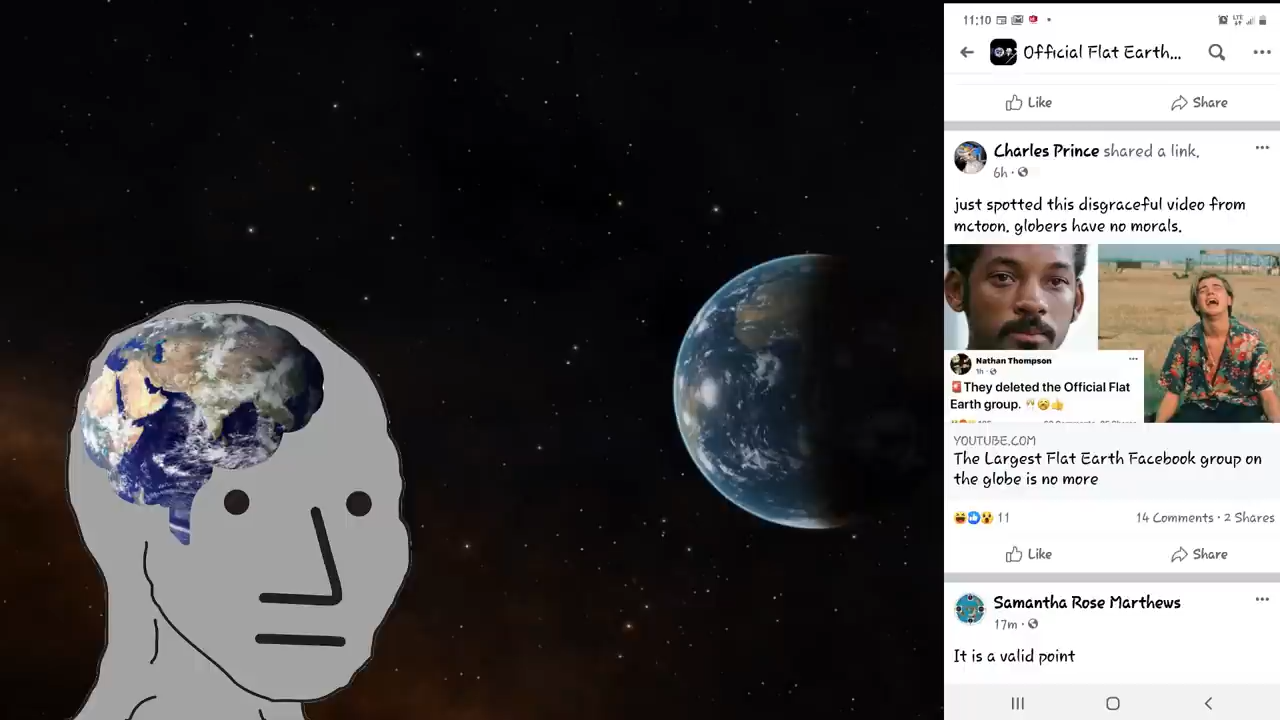 11:10
LTE
Official Flat Earth...
Like
Share
Charles Prince shared a link.
6h
just spotted this disgraceful video from
mctoon. globers have no morals.
Nathan Thompson
1h
They deleted the Official Flat
Earth group.
YOUTUBE.COM
The Largest Flat Earth Facebook group on
the globe is no more
11
14 Comments · 2 Shares
Like
Share
Samantha Rose Marthews
17m
It is a valid point